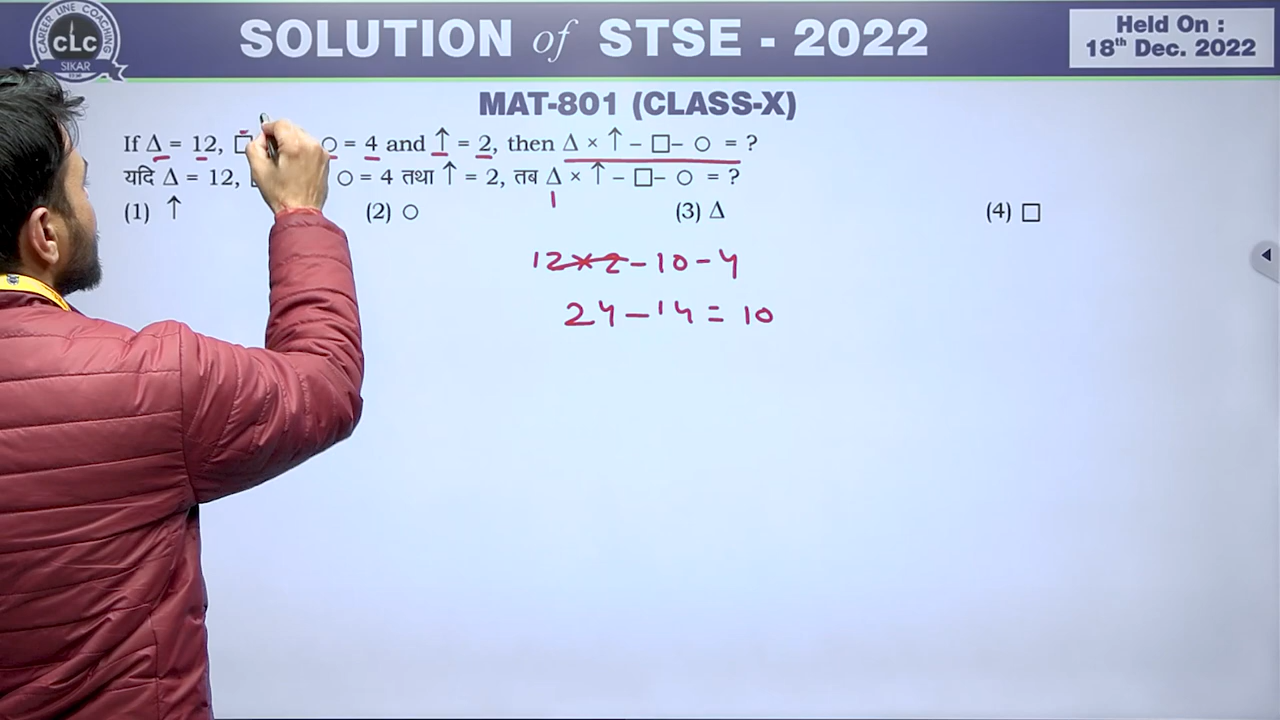 CAREER LINE COACHING
CLC
SIKAR
SOLUTION of STSE - 2022
Held On :
18th Dec. 2022
MAT-801 (CLASS-X)
If Δ = 12, □ ○ = 4 and ↑ = 2, then Δ × ↑ – □– ○ = ?
यदि Δ = 12, ○ = 4 तथा ↑ = 2, तब Δ × ↑ – □– ○ = ?
(1) ↑ (2) ○ (3) Δ (4) □
12×2-10-4
24-14=10